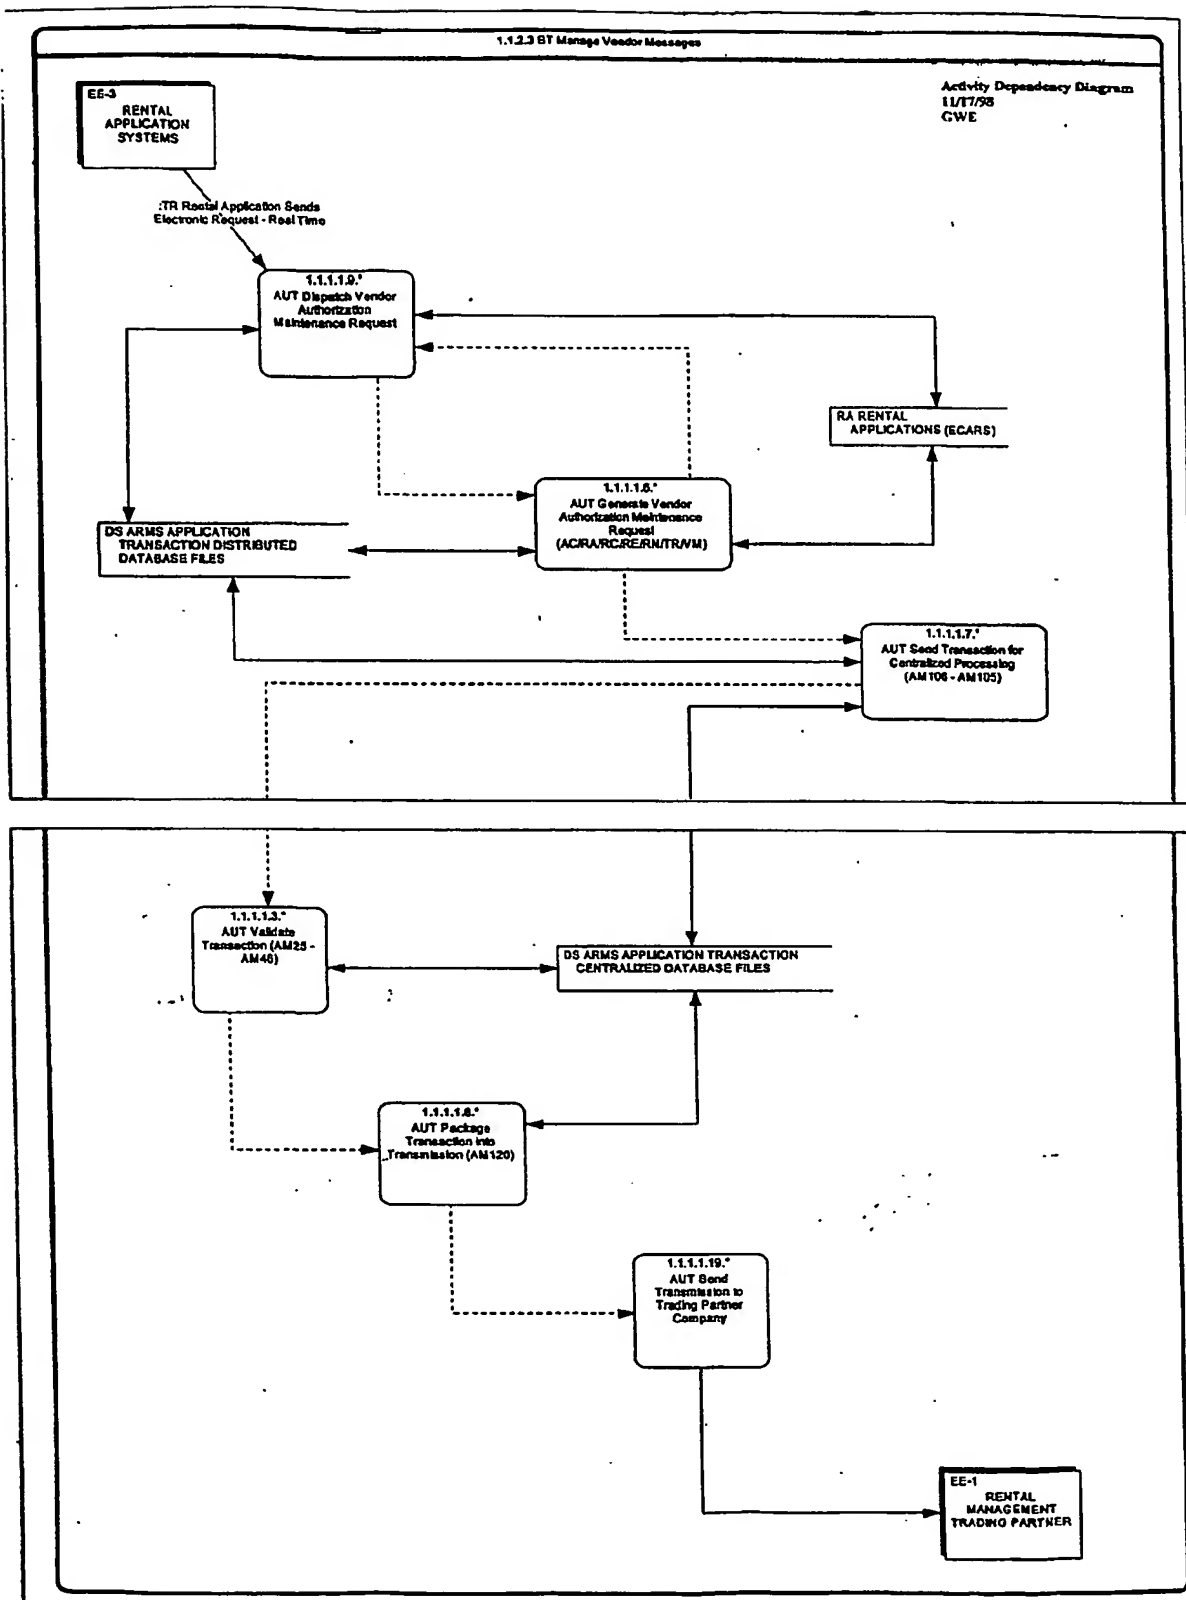 1.1.2.3 BT Manage Vendor Messages
Activity Dependency Diagram
11/17/98
GWE
EE-3
RENTAL
APPLICATION
SYSTEMS
:TR Rental Application Sends
Electronic Request - Real Time
1.1.1.1.9.*
AUT Dispatch Vendor
Authorization
Maintenance Request
RA RENTAL
APPLICATIONS (ECARS)
1.1.1.1.6.*
AUT Generate Vendor
Authorization Maintenance
Request
(AC/RA/RC/RE/RN/TR/VM)
DS ARMS APPLICATION
TRANSACTION DISTRIBUTED
DATABASE FILES
1.1.1.1.7.*
AUT Send Transaction for
Centralized Processing
(AM106 - AM105)
1.1.1.1.3.*
AUT Validate
Transaction (AM25 -
AM46)
DS ARMS APPLICATION TRANSACTION
CENTRALIZED DATABASE FILES
1.1.1.1.8.*
AUT Package
Transaction into
Transmission (AM120)
1.1.1.1.19.*
AUT Send
Transmission to
Trading Partner
Company
EE-1
RENTAL
MANAGEMENT
TRADING PARTNER